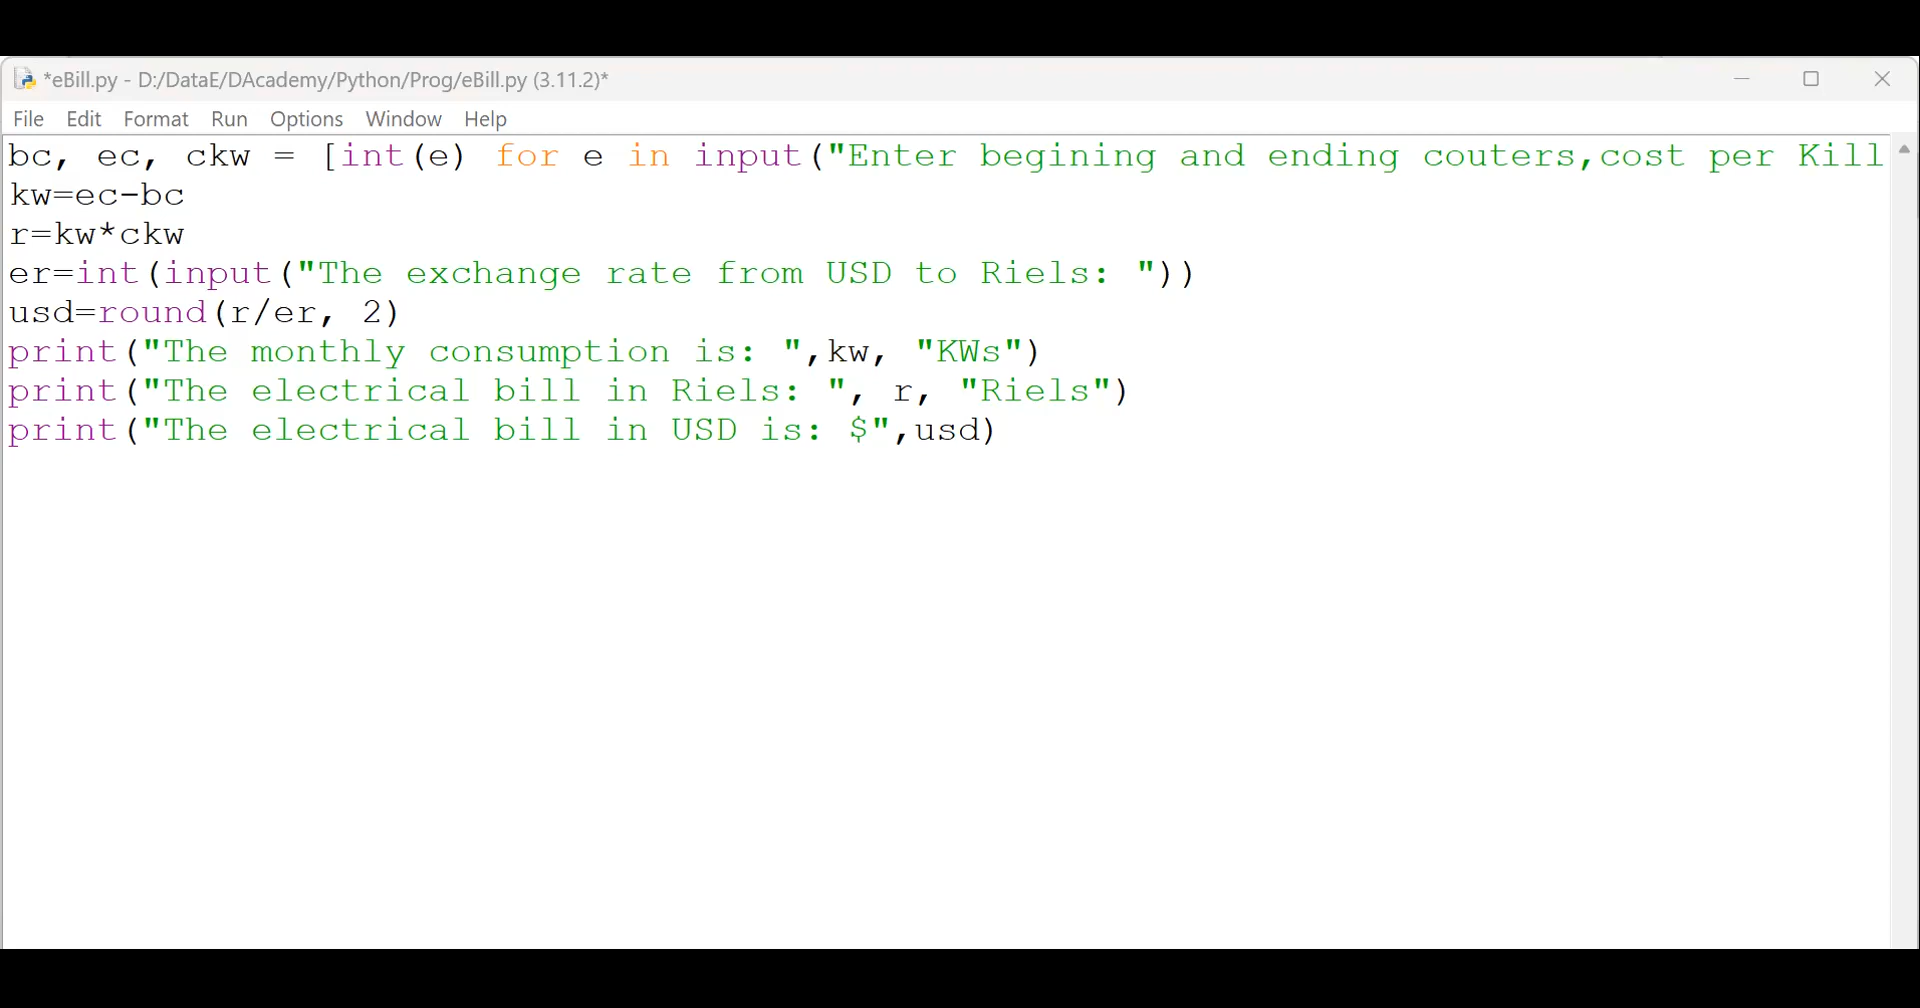 *eBill.py - D:/DataE/DAcademy/Python/Prog/eBill.py (3.11.2)*
File Edit Format Run Options Window Help
bc, ec, ckw = [int(e) for e in input("Enter begining and ending couters,cost per Kill
kw=ec-bc
r=kw*ckw
er=int(input("The exchange rate from USD to Riels: "))
usd=round(r/er, 2)
print("The monthly consumption is: ",kw, "KWs")
print("The electrical bill in Riels: ", r, "Riels")
print("The electrical bill in USD is: $",usd)